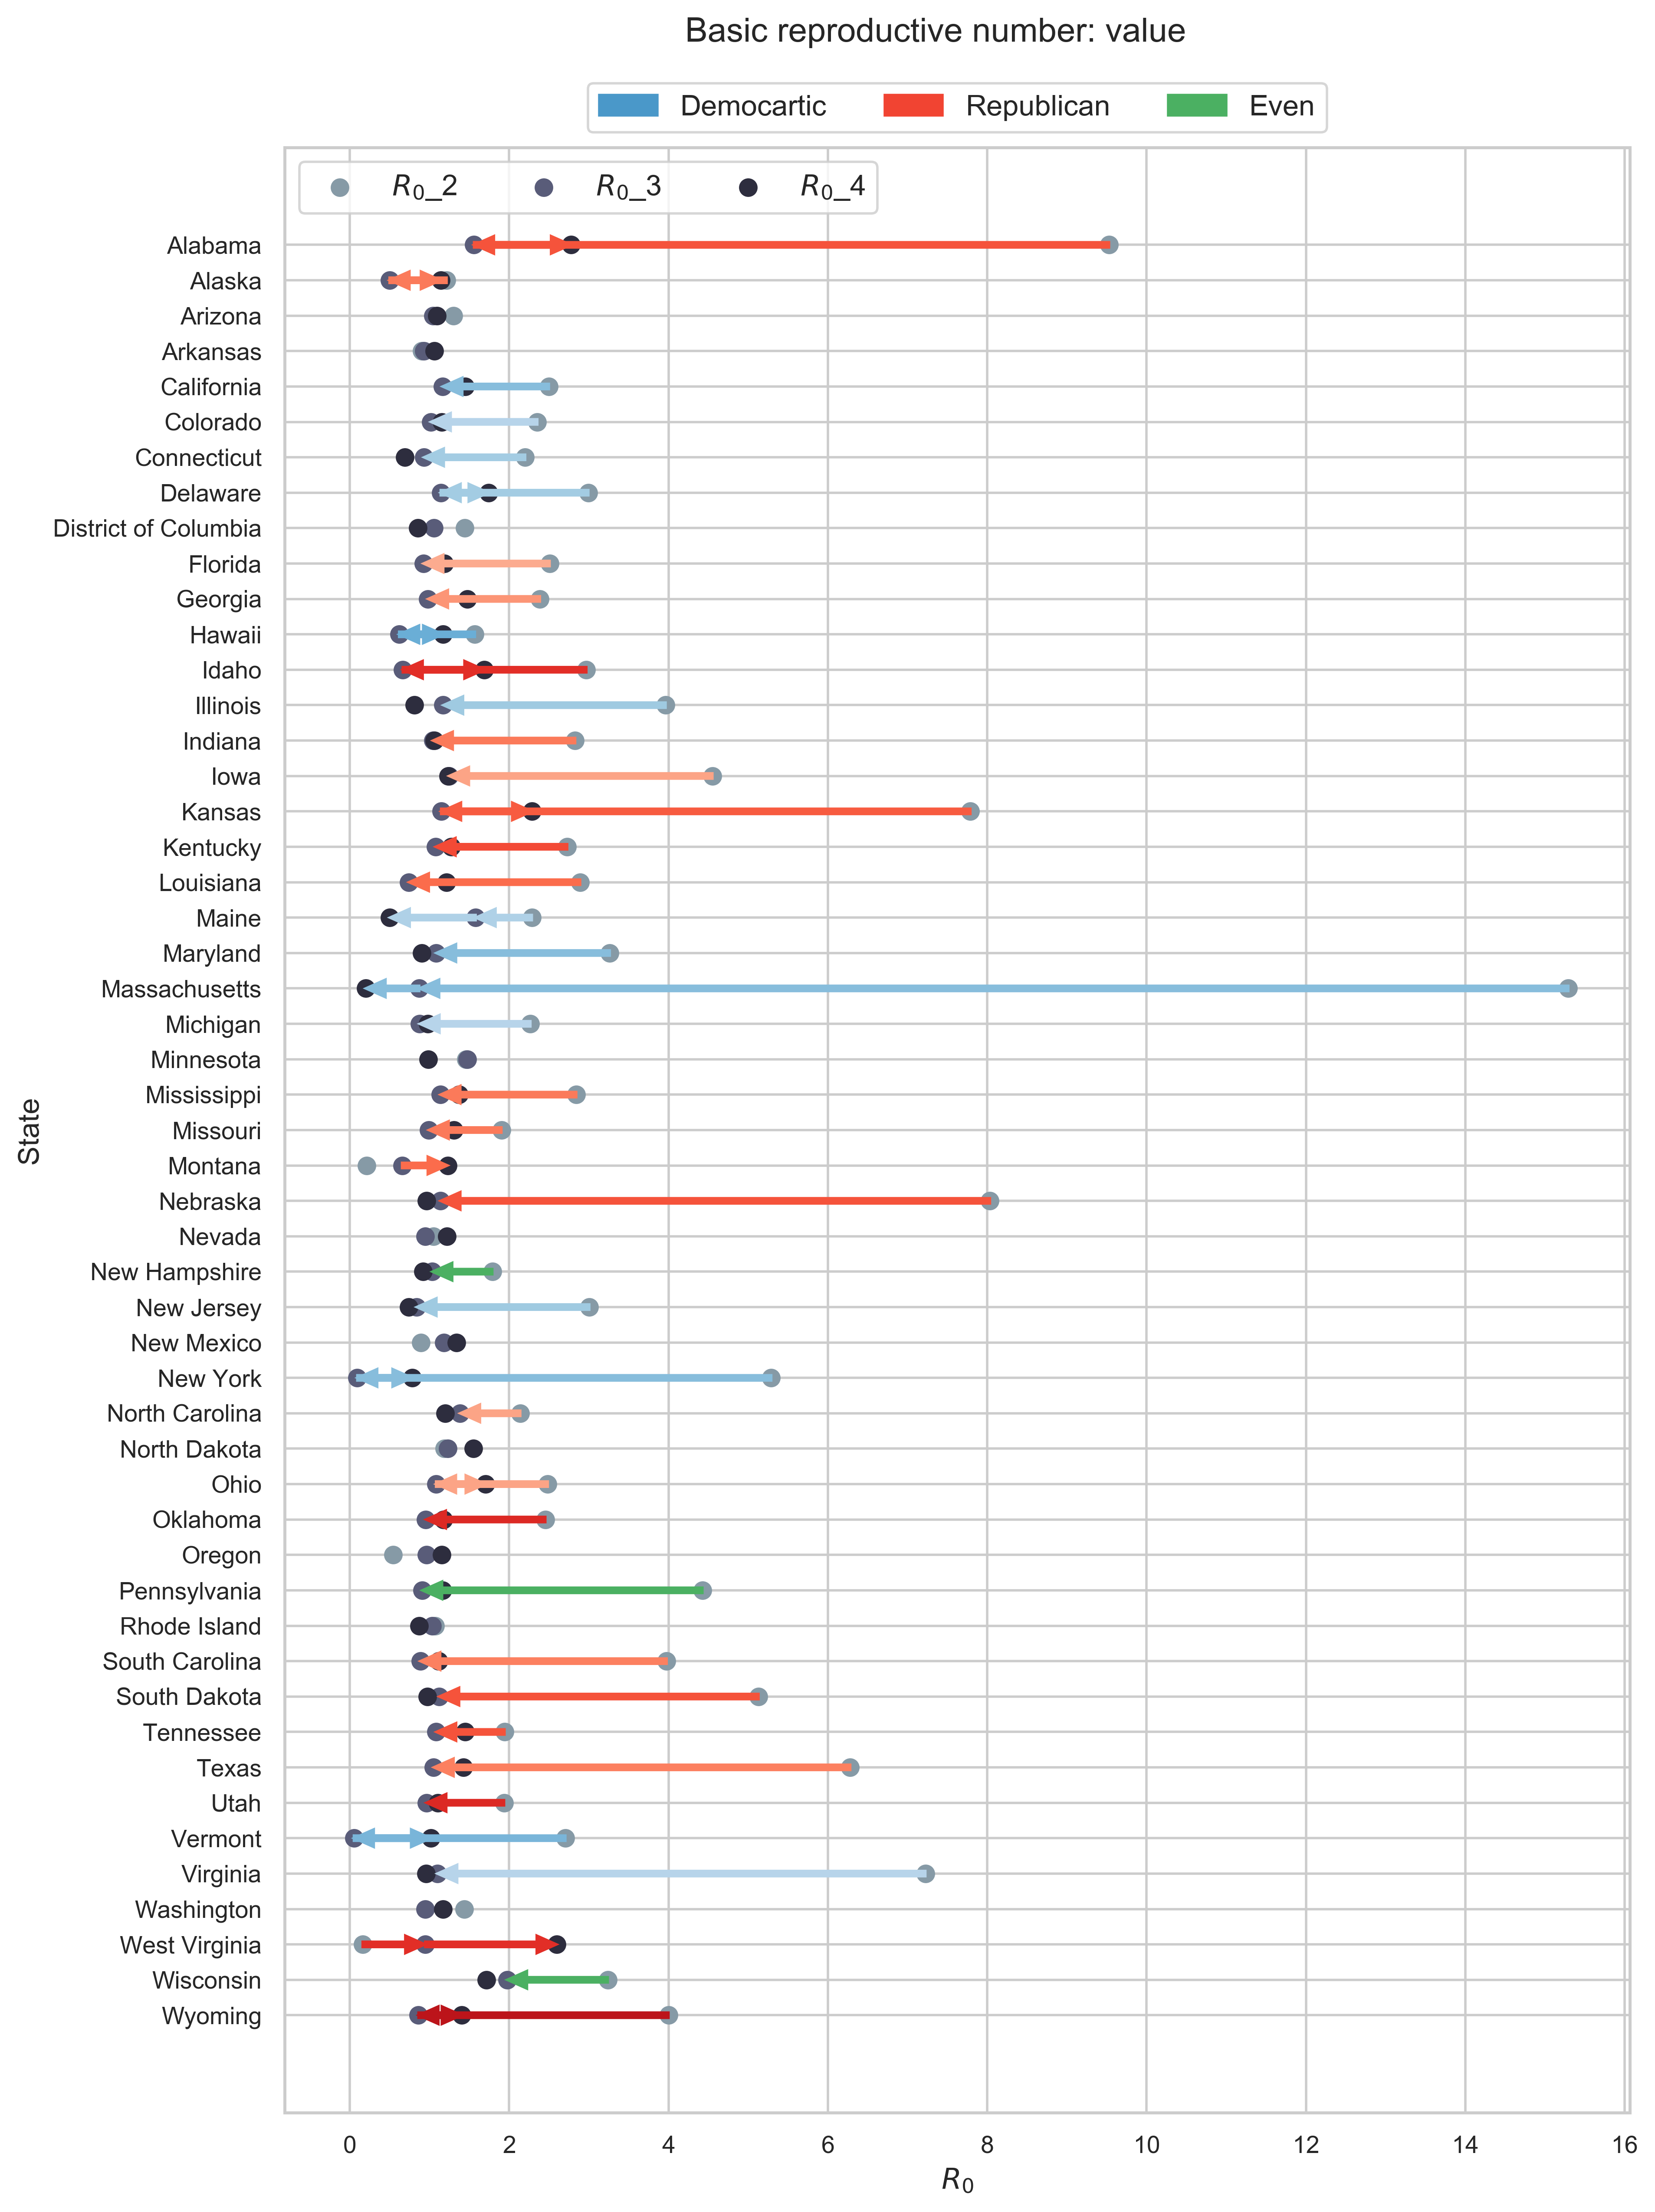 Basic reproductive number: value
Democartic Republican Even
R0_2 R0_3 R0_4
Alabama
Alaska
Arizona
Arkansas
California
Colorado
Connecticut
Delaware
District of Columbia
Florida
Georgia
Hawaii
Idaho
Illinois
Indiana
Iowa
Kansas
Kentucky
Louisiana
Maine
Maryland
Massachusetts
Michigan
Minnesota
Mississippi
Missouri
Montana
Nebraska
Nevada
New Hampshire
New Jersey
New Mexico
New York
North Carolina
North Dakota
Ohio
Oklahoma
Oregon
Pennsylvania
Rhode Island
South Carolina
South Dakota
Tennessee
Texas
Utah
Vermont
Virginia
Washington
West Virginia
Wisconsin
Wyoming
State
0 2 4 6 8 10 12 14 16
R0